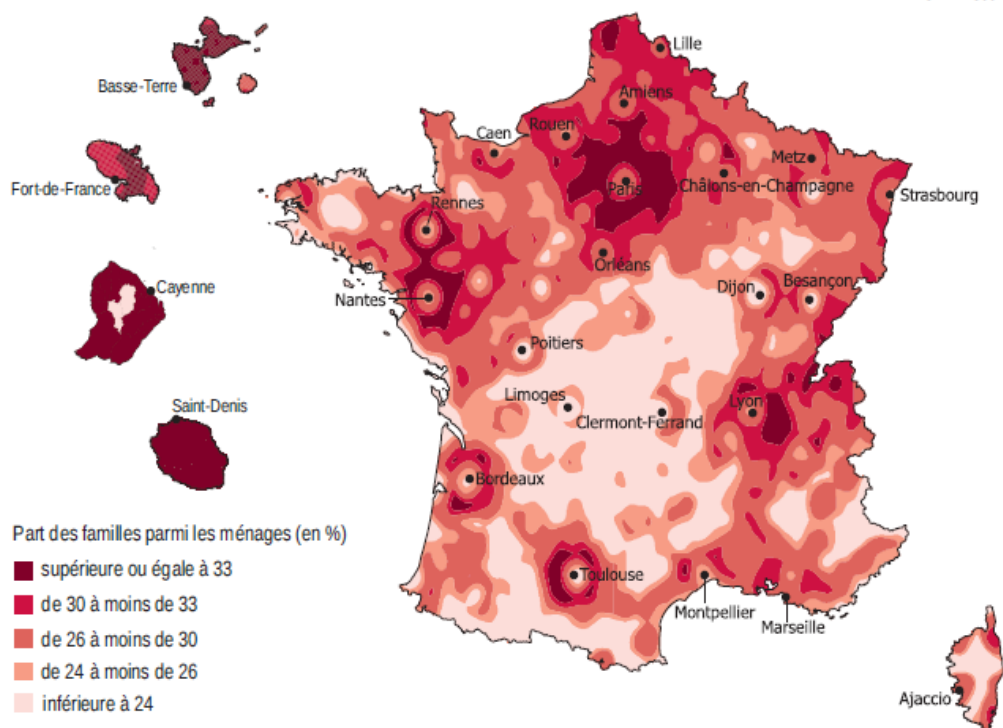 Lille
Basse-Terre
Amiens
Rouen
Caen
Metz
Fort-de-France
Paris
Châlons-en-Champagne
Strasbourg
Rennes
Orléans
Cayenne
Nantes
Dijon
Besançon
Poitiers
Saint-Denis
Limoges
Clermont-Ferrand
Lyon
Bordeaux
Part des familles parmi les ménages (en %)
supérieure ou égale à 33
Toulouse
de 30 à moins de 33
Montpellier
Marseille
de 26 à moins de 30
de 24 à moins de 26
inférieure à 24
Ajaccio